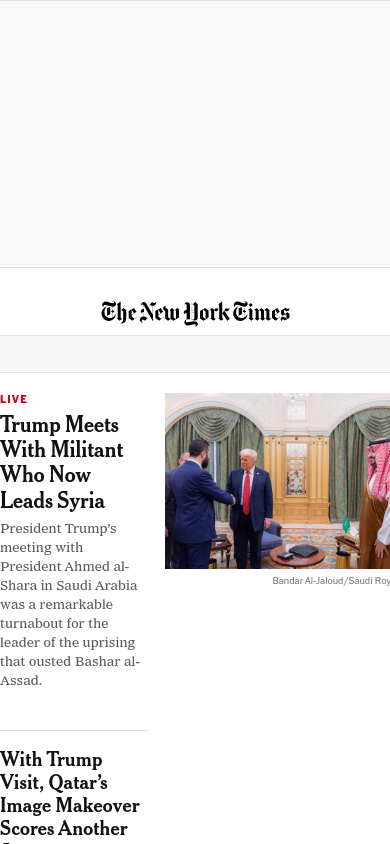 The New York Times
LIVE
Trump Meets
With Militant
Who Now
Leads Syria
President Trump's
meeting with
President Ahmed al-
Shara in Saudi Arabia
was a remarkable
turnabout for the
leader of the uprising
that ousted Bashar al-
Assad.
Bandar Al-Jaloud/Saudi Roy
With Trump
Visit, Qatar's
Image Makeover
Scores Another